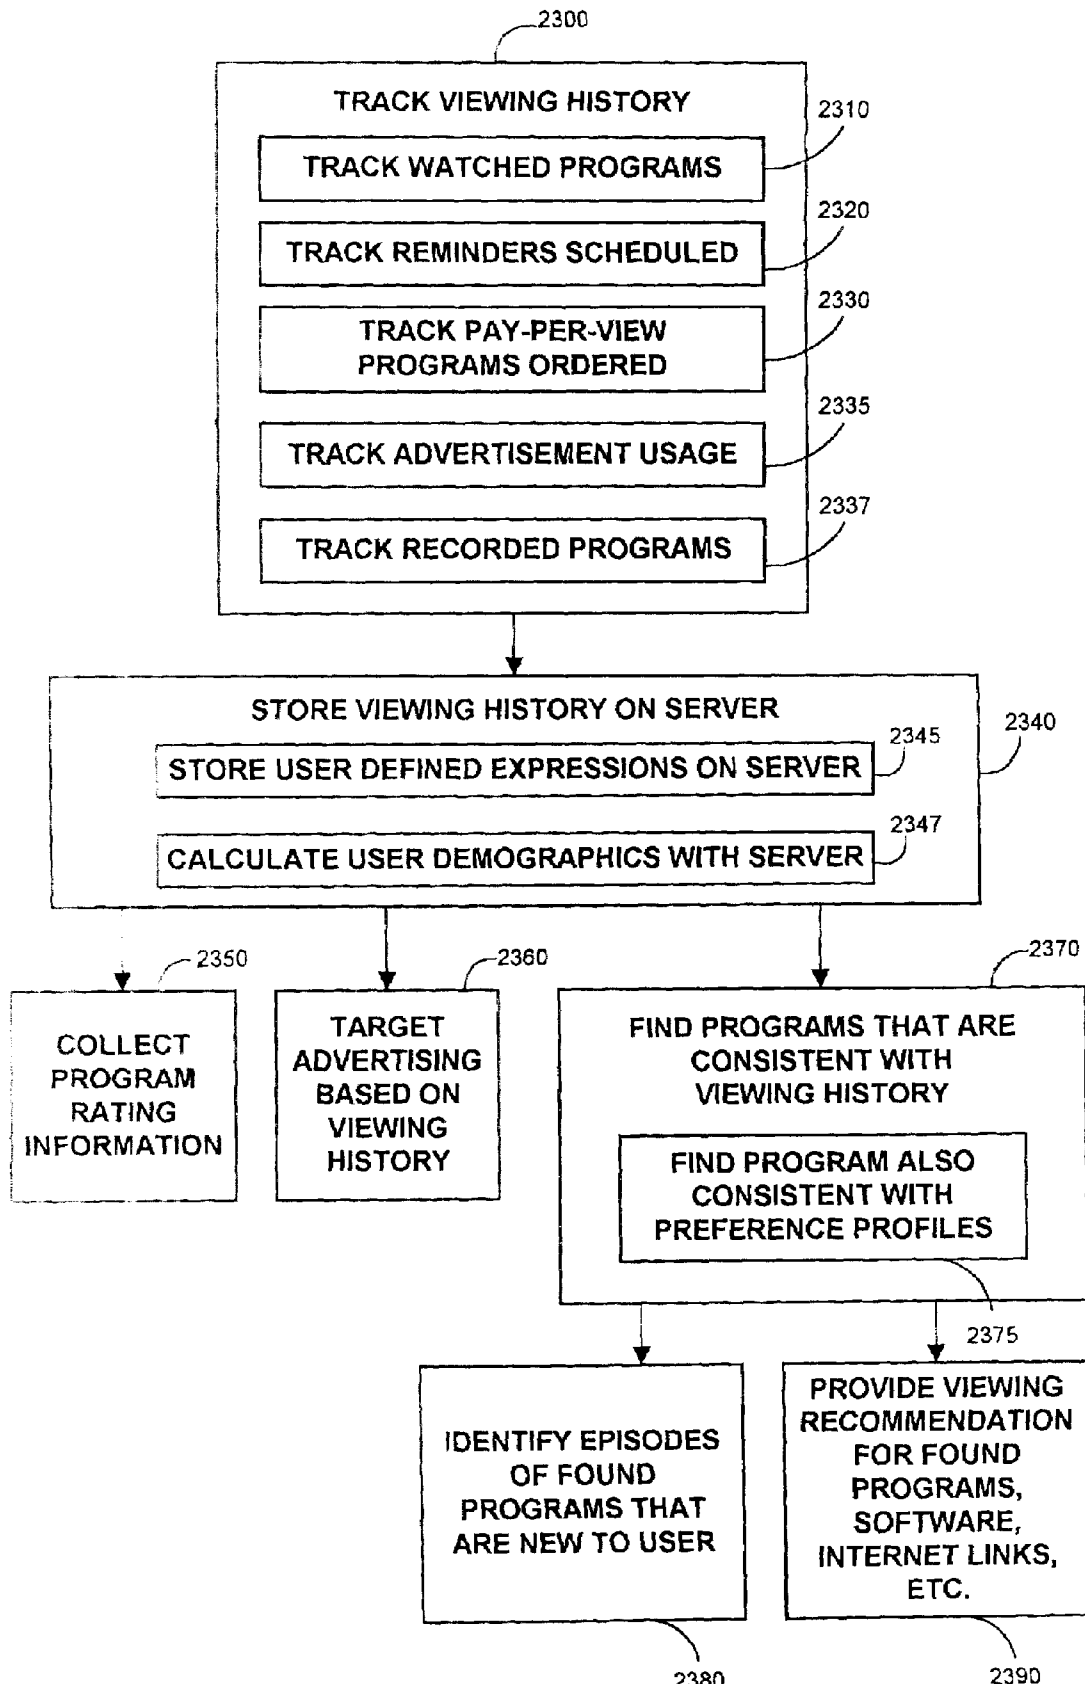 2300
TRACK VIEWING HISTORY
2310
TRACK WATCHED PROGRAMS
2320
TRACK REMINDERS SCHEDULED
2330
TRACK PAY-PER-VIEW
PROGRAMS ORDERED
2335
TRACK ADVERTISEMENT USAGE
2337
TRACK RECORDED PROGRAMS
STORE VIEWING HISTORY ON SERVER
2340
2345
STORE USER DEFINED EXPRESSIONS ON SERVER
2347
CALCULATE USER DEMOGRAPHICS WITH SERVER
2350
COLLECT
PROGRAM
RATING
INFORMATION
2360
TARGET
ADVERTISING
BASED ON
VIEWING
HISTORY
2370
FIND PROGRAMS THAT ARE
CONSISTENT WITH
VIEWING HISTORY
FIND PROGRAM ALSO
CONSISTENT WITH
PREFERENCE PROFILES
2375
IDENTIFY EPISODES
OF FOUND
PROGRAMS THAT
ARE NEW TO USER
2380
PROVIDE VIEWING
RECOMMENDATION
FOR FOUND
PROGRAMS,
SOFTWARE,
INTERNET LINKS,
ETC.
2390